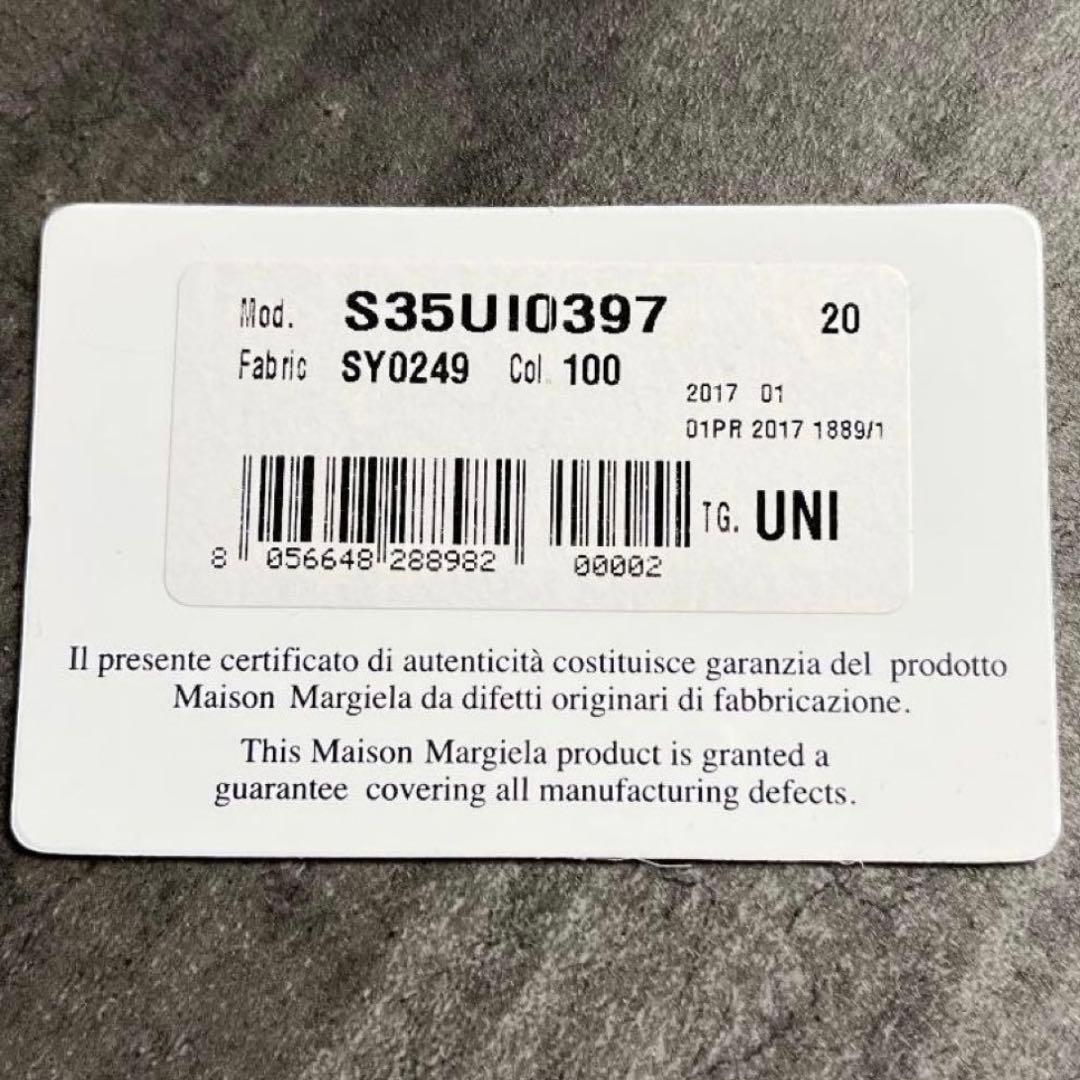 Mod. S35UI0397 20
Fabric SY0249 Col. 100
2017 01
01PR 2017 1889/1
TG. UNI
8 056648 288982 00002
Il presente certificato di autenticità costituisce garanzia del prodotto
Maison Margiela da difetti originari di fabbricazione.
This Maison Margiela product is granted a
guarantee covering all manufacturing defects.